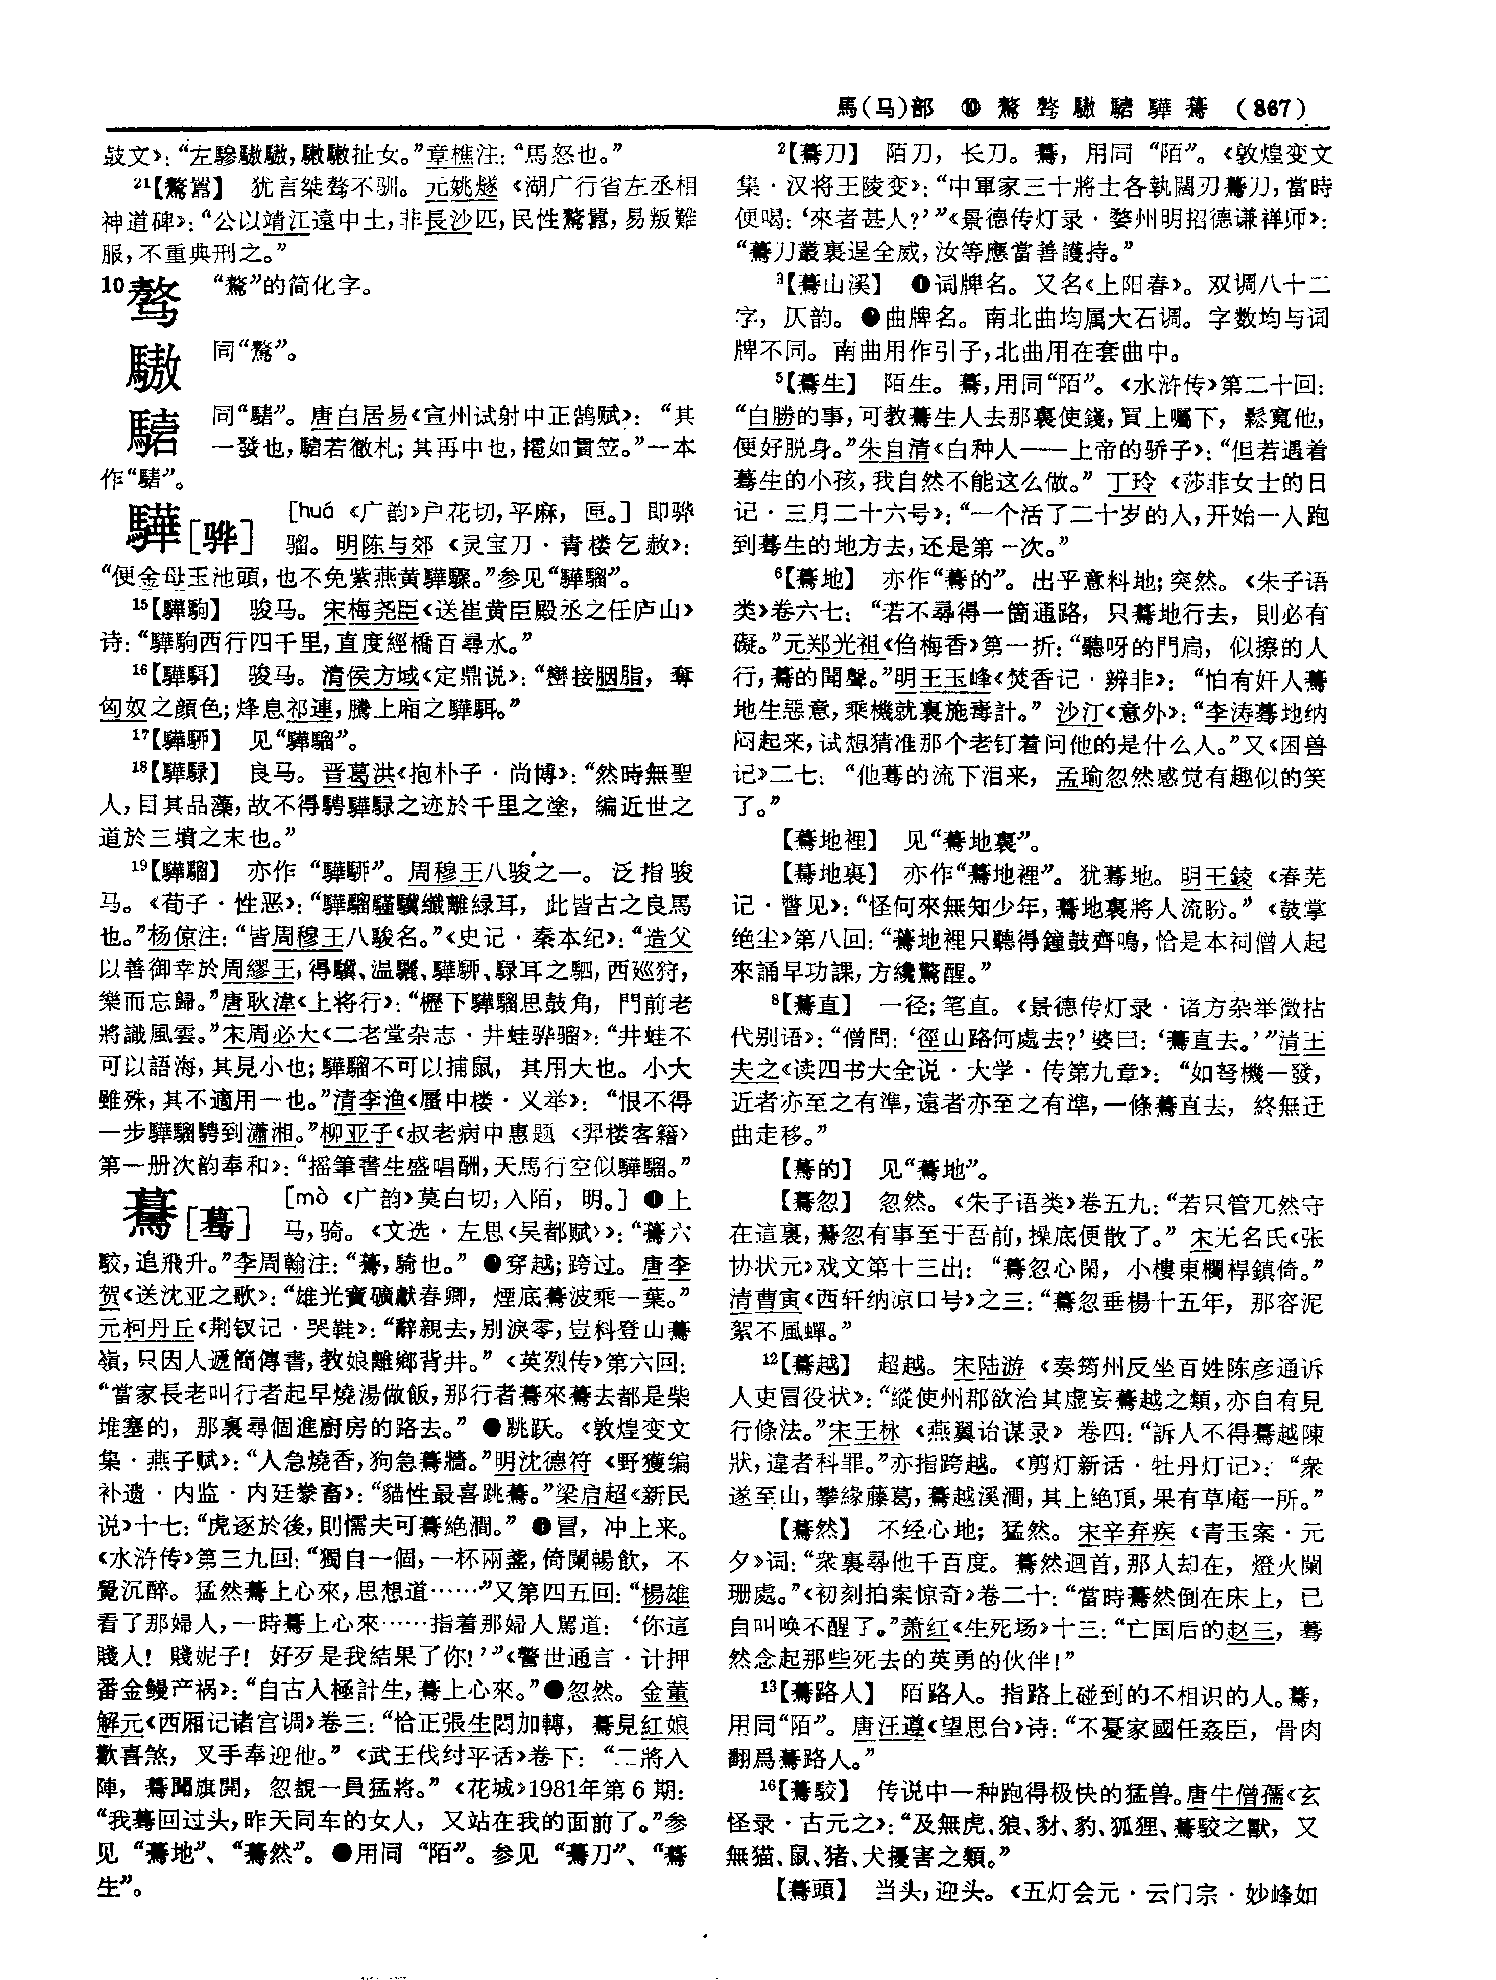 馬(马)部 ⑩ 驁 骜 驐 驣 驊 驀 (867)
鼓文》：“左驂驐驐，驐驐扯女。”章樵注：“馬怒也。”
21【驁嚚】 犹言桀骜不驯。元姚燧《湖广行省左丞相
神道碑》：“公以靖江遠中土，非長沙匹，民性驁嚚，易叛難
服，不重典刑之。”
10骜 “驁”的简化字。
同“驁”。
同 唐白居易《宣州试射中正鹄赋》：“其
一發也，騞若徹札；其再中也，攉如貫笠。”一本
作
驊[骅] [huá《广韵》户花切，平麻，匣。]即骅
骝。明陈与郊《灵宝刀·青楼乞赦》：
“便金母玉池頭，也不免紫燕黄驊騄。”参见“驊騮”。
15【驊駒】 骏马。宋梅尧臣《送崔黄臣殿丞之任庐山》
诗：“驊駒西行四千里，直度經橋百尋水。”
16【驊駬】 骏马。清侯方域《定鼎说》：“轡接胭脂，奪
匈奴之顔色；烽息祁連，騰上廂之驊駬。”
17【驊駵】 见“驊騮”。
18【驊騄】 良马。晋葛洪《抱朴子·尚博》：“然時無聖
人，目其品藻，故不得騁驊騄之迹於千里之塗，編近世之
道於三墳之末也。”
19【驊騮】 亦作“驊駵”。周穆王八骏之一。泛指骏
马。《荀子·性恶》：“驊騮騹驥纖離緑耳，此皆古之良馬
也。”杨倞注：“皆周穆王八駿名。”《史记·秦本纪》：“造父
以善御幸於周繆王，得驥、温驪、驊駵、騄耳之駟，西廵狩，
樂而忘歸。”唐耿湋《上将行》：“櫪下驊騮思鼓角，門前老
將識風雲。”宋周必大《二老堂杂志·井蛙骅骝》：“井蛙不
可以語海，其見小也；驊騮不可以捕鼠，其用大也。小大
雖殊，其不適用一也。”清李渔《蜃中楼·义举》：“恨不得
一步驊騮騁到瀟湘。”柳亚子《叔老病中惠题〈羿楼客籍〉
第一册次韵奉和》：“摇筆書生盛唱酬，天馬行空似驊騮。”
驀[蓦] [mò《广韵》莫白切，入陌，明。]❶上
马，骑。《文选·左思〈吴都赋〉》：“驀六
駮，追飛升。”李周翰注：“驀，騎也。”❷穿越；跨过。唐李
贺《送沈亚之歌》：“雄光寶礦獻春卿，煙底驀波乘一葉。”
元柯丹丘《荆钗记·哭鞋》：“辭親去，别淚零，豈料登山驀
嶺，只因人遞簡傳書，教娘離鄉背井。”《英烈传》第六回：
“當家長老叫行者起早燒湯做飯，那行者驀來驀去都是柴
堆塞的，那裏尋個進厨房的路去。”❸跳跃。《敦煌变文
集·燕子赋》：“人急燒香，狗急驀牆。”明沈德符《野獲编
补遗·内监·内廷豢畜》：“貓性最喜跳驀。”梁启超《新民
说》十七：“虎逐於後，則懦夫可驀絶澗。”❹冒，冲上来。
《水浒传》第三九回：“獨自一個，一杯兩盞，倚闌暢飲，不
覺沉醉。猛然驀上心來，思想道……”又第四五回：“楊雄
看了那婦人，一時驀上心來……指着那婦人駡道：‘你這
賤人！賤妮子！好歹是我結果了你！’”《警世通言·计押
番金鳗产祸》：“自古人極計生，驀上心來。”❺忽然。金董
解元《西厢记诸宫调》卷三：“恰正張生悶加轉，驀見紅娘
歡喜煞，叉手奉迎他。”《武王伐纣平话》卷下：“二將入
陣，驀聞旗開，忽覩一員猛將。”《花城》1981年第6期：
“我蓦回过头，昨天同车的女人，又站在我的面前了。”参
见“驀地”、“驀然”。❻用同“陌”。参见“驀刀”、“驀
生”。
2【驀刀】 陌刀，长刀。驀，用同“陌”。《敦煌变文
集·汉将王陵变》：“中軍家三十將士各執闊刃驀刀，當時
便喝：‘來者甚人？’”《景德传灯录·婺州明招德谦禅师》：
“驀刀叢裏逞全威，汝等應當善護持。”
3【驀山溪】 ❶词牌名。又名《上阳春》。双调八十二
字，仄韵。❷曲牌名。南北曲均属大石调。字数均与词
牌不同。南曲用作引子，北曲用在套曲中。
5【驀生】 陌生。驀，用同“陌”。《水浒传》第二十回：
“白勝的事，可教驀生人去那裏使錢，買上囑下，鬆寬他，
便好脱身。”朱自清《白种人——上帝的骄子》：“但若遇着
蓦生的小孩，我自然不能这么做。”丁玲《莎菲女士的日
记·三月二十六号》：“一个活了二十岁的人，开始一人跑
到蓦生的地方去，还是第一次。”
6【驀地】 亦作“驀的”。出乎意料地；突然。《朱子语
类》卷六七：“若不尋得一箇通路，只驀地行去，則必有
礙。”元郑光祖《㑇梅香》第一折：“聽呀的門扃，似擦的人
行，驀的聞聲。”明王玉峰《焚香记·辨非》：“怕有奸人驀
地生惡意，乘機就裏施毒計。”沙汀《意外》：“李涛蓦地纳
闷起来，试想猜准那个老钉着问他的是什么人。”又《困兽
记》二七：“他蓦的流下泪来，孟瑜忽然感觉有趣似的笑
了。”
【驀地裡】 见“驀地裏”。
【驀地裏】 亦作“驀地裡”。犹蓦地。明王錂《春芜
记·瞥见》：“怪何來無知少年，驀地裏將人流盼。”《鼓掌
绝尘》第八回：“驀地裡只聽得鐘鼓齊鳴，恰是本祠僧人起
來誦早功課，方纔驚醒。”
8【驀直】 一径；笔直。《景德传灯录·诸方杂举徵拈
代别语》：“僧問：‘徑山路何處去？’婆曰：‘驀直去。’”清王
夫之《读四书大全说·大学·传第九章》：“如弩機一發，
近者亦至之有準，遠者亦至之有準，一條驀直去，終無迂
曲走移。”
【驀的】 见“驀地”。
【驀忽】 忽然。《朱子语类》卷五九：“若只管兀然守
在這裏，驀忽有事至于吾前，操底便散了。”宋无名氏《张
协状元》戏文第十三出：“驀忽心閑，小樓東欄桿鎮倚。”
清曹寅《西轩纳凉口号》之三：“驀忽垂楊十五年，那容泥
絮不風蟬。”
12【驀越】 超越。宋陆游《奏筠州反坐百姓陈彦通诉
人吏冒役状》：“縱使州郡欲治其虚妄驀越之類，亦自有見
行條法。”宋王栐《燕翼诒谋录》卷四：“訴人不得驀越陳
狀，違者科罪。”亦指跨越。《剪灯新话·牡丹灯记》：“衆
遂至山，攀緣藤葛，驀越溪澗，其上絶頂，果有草庵一所。”
【驀然】 不经心地；猛然。宋辛弃疾《青玉案·元
夕》词：“衆裏尋他千百度。驀然迴首，那人却在，燈火闌
珊處。”《初刻拍案惊奇》卷二十：“當時驀然倒在床上，已
自叫唤不醒了。”萧红《生死场》十三：“亡国后的赵三，蓦
然念起那些死去的英勇的伙伴！”
13【驀路人】 陌路人。指路上碰到的不相识的人。驀，
用同“陌”。唐汪遵《望思台》诗：“不憂家國任姦臣，骨肉
翻爲驀路人。”
16【驀駮】 传说中一种跑得极快的猛兽。唐牛僧孺《玄
怪录·古元之》：“及無虎、狼、豺、豹、狐狸、驀駮之獸，又
無猫、鼠、猪、犬擾害之類。”
【驀頭】 当头，迎头。《五灯会元·云门宗·妙峰如